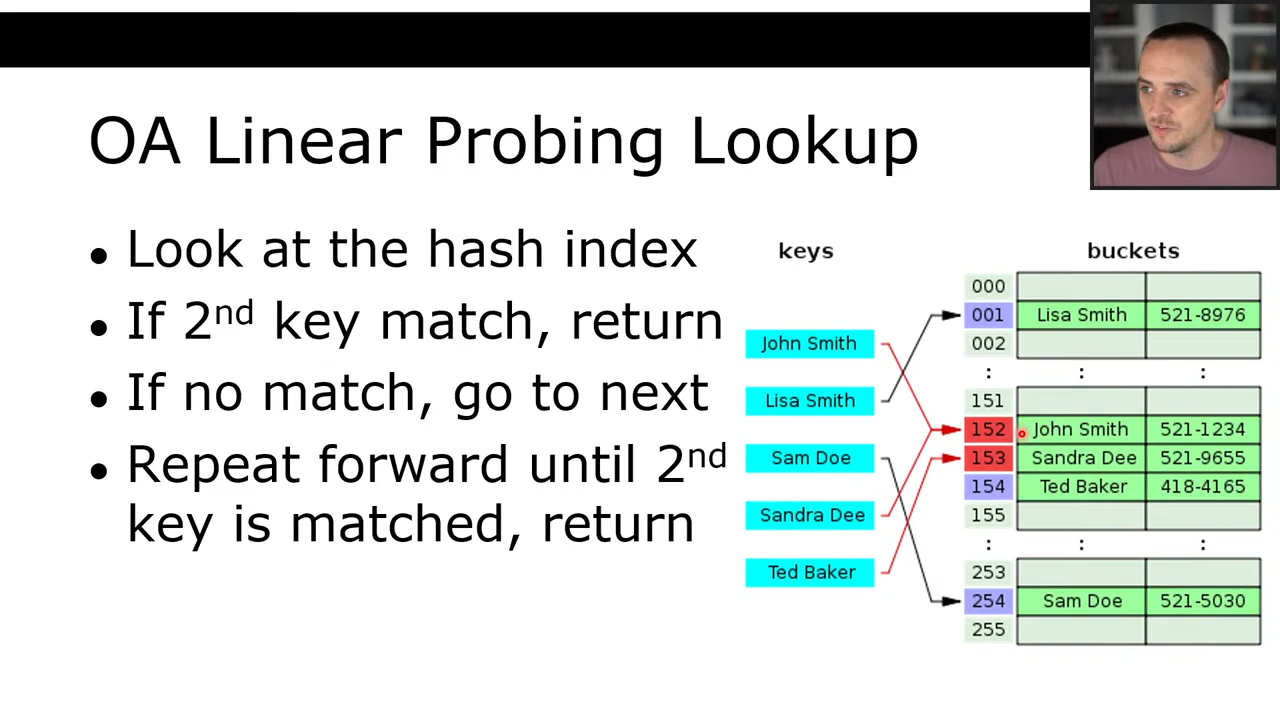 OA Linear Probing Lookup
• Look at the hash index
• If 2nd key match, return
• If no match, go to next
• Repeat forward until 2nd
key is matched, return
keys
John Smith
Lisa Smith
Sam Doe
Sandra Dee
Ted Baker
buckets
000
001 Lisa Smith 521-8976
002
: : :
151
152 John Smith 521-1234
153 Sandra Dee 521-9655
154 Ted Baker 418-4165
155
: : :
253
254 Sam Doe 521-5030
255